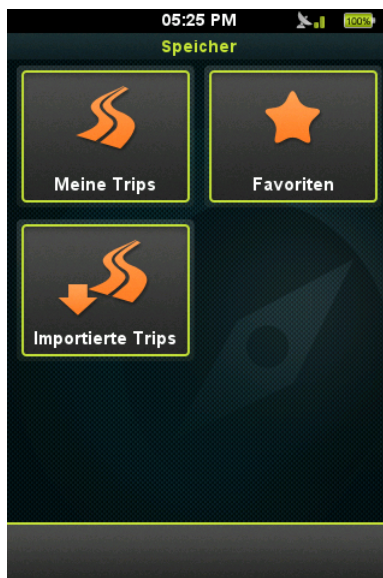 05:25 PM
100%
Speicher
Meine Trips
Favoriten
Importierte Trips